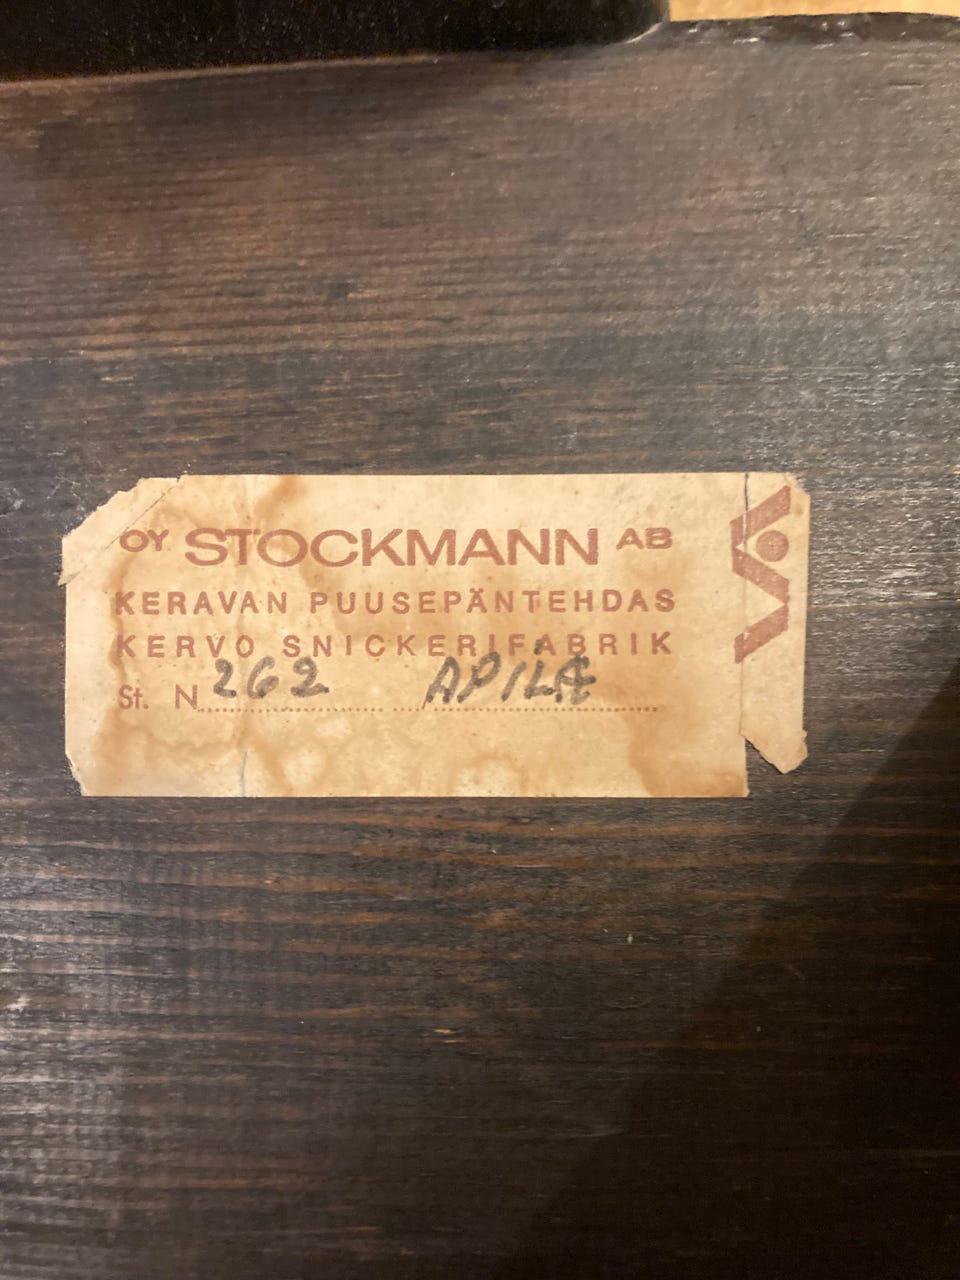 OY STOCKMANN AB
KERAVAN PUUSEPÄNTEHDAS
KERVO SNICKERIFABRIK
St. N 262 APILA